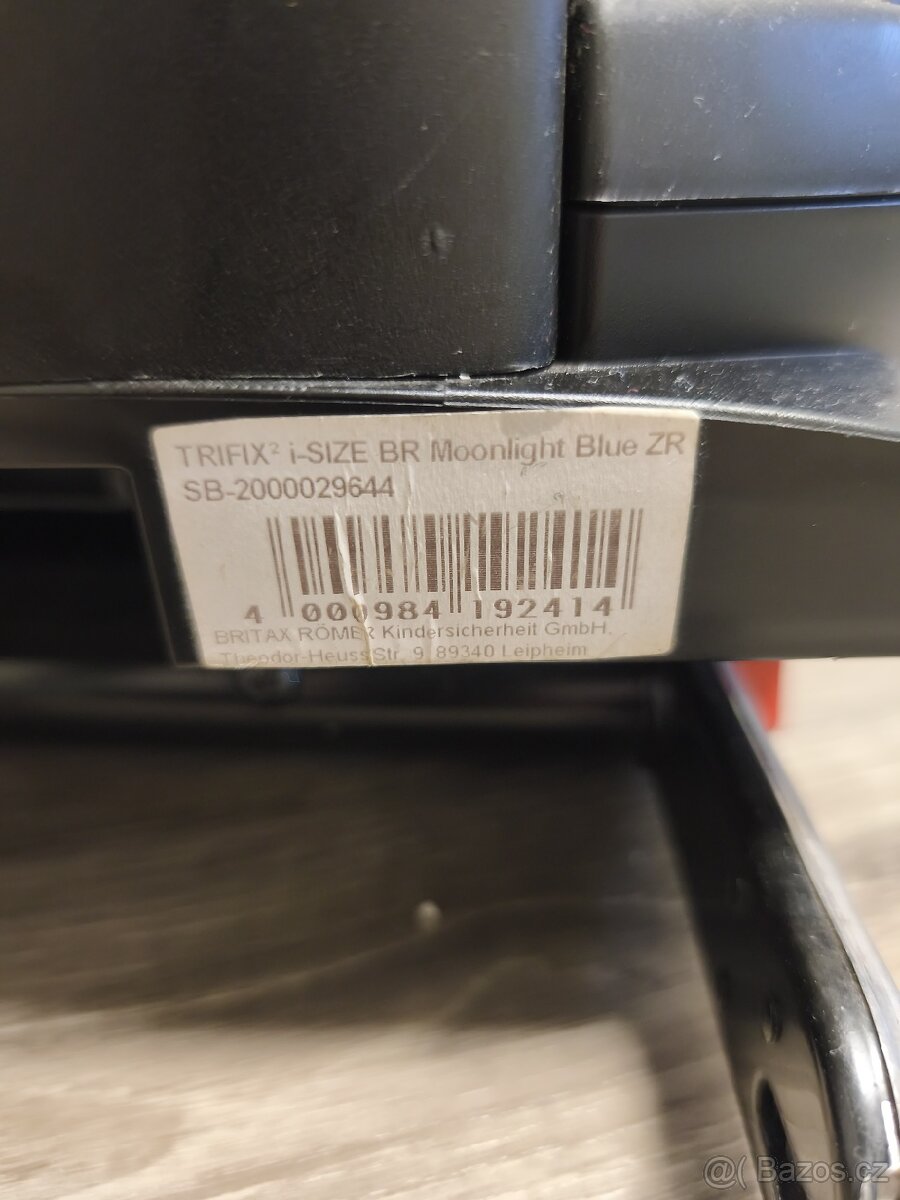 TRIFIX² i-SIZE BR Moonlight Blue ZR
SB-2000029644
4 000984 192414
BRITAX RÖMER Kindersicherheit GmbH.
Theodor-Heuss Str. 9, 89340 Leipheim
@( Bazos.cz